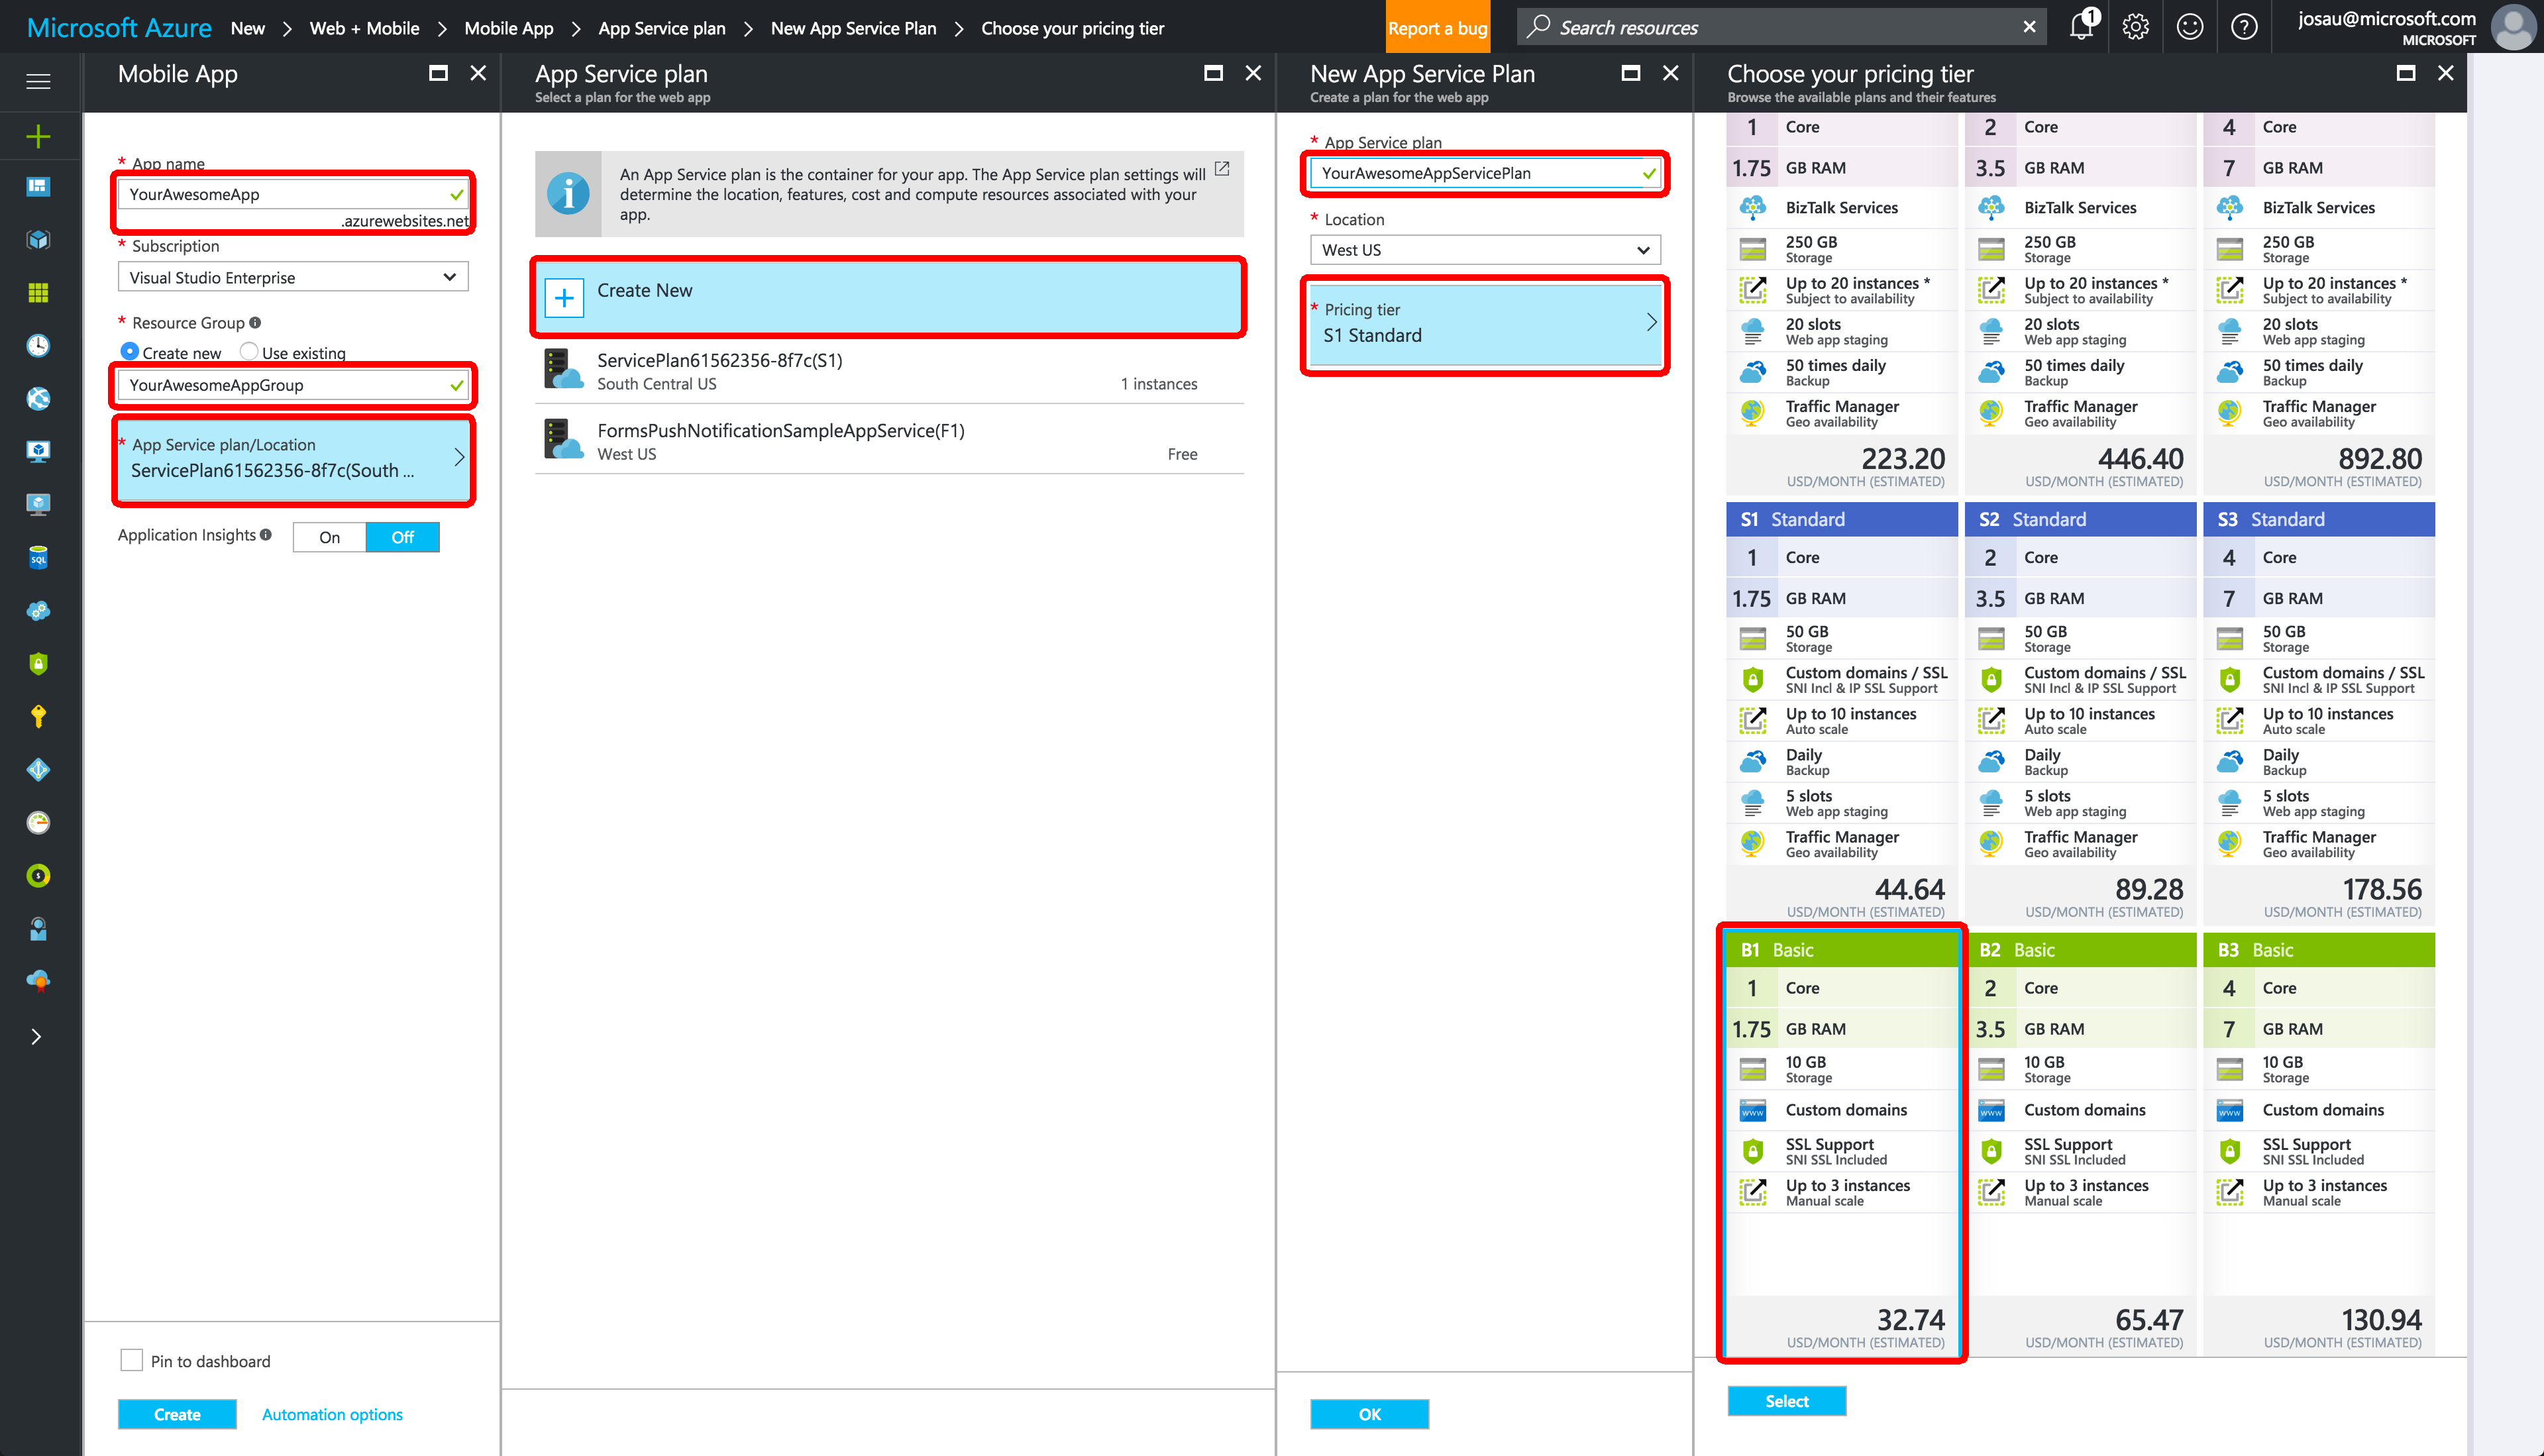 Microsoft Azure New > Web + Mobile > Mobile App > App Service plan > New App Service Plan > Choose your pricing tier
Report a bug
Search resources
1
josau@microsoft.com
MICROSOFT
Mobile App
* App name
YourAwesomeApp
.azurewebsites.net
* Subscription
Visual Studio Enterprise
* Resource Group
Create new Use existing
YourAwesomeAppGroup
* App Service plan/Location
ServicePlan61562356-8f7c(South ...
Application Insights On Off
Pin to dashboard
Create Automation options
SQL
App Service plan
Select a plan for the web app
An App Service plan is the container for your app. The App Service plan settings will
determine the location, features, cost and compute resources associated with your
app.
Create New
ServicePlan61562356-8f7c(S1)
South Central US 1 instances
FormsPushNotificationSampleAppService(F1)
West US Free
New App Service Plan
Create a plan for the web app
* App Service plan
YourAwesomeAppServicePlan
* Location
West US
* Pricing tier
S1 Standard
OK
Choose your pricing tier
Browse the available plans and their features
1 Core 2 Core 4 Core
1.75 GB RAM 3.5 GB RAM 7 GB RAM
BizTalk Services BizTalk Services BizTalk Services
250 GB 250 GB 250 GB
Storage Storage Storage
Up to 20 instances * Up to 20 instances * Up to 20 instances *
Subject to availability Subject to availability Subject to availability
20 slots 20 slots 20 slots
Web app staging Web app staging Web app staging
50 times daily 50 times daily 50 times daily
Backup Backup Backup
Traffic Manager Traffic Manager Traffic Manager
Geo availability Geo availability Geo availability
223.20 446.40 892.80
USD/MONTH (ESTIMATED) USD/MONTH (ESTIMATED) USD/MONTH (ESTIMATED)
S1 Standard S2 Standard S3 Standard
1 Core 2 Core 4 Core
1.75 GB RAM 3.5 GB RAM 7 GB RAM
50 GB 50 GB 50 GB
Storage Storage Storage
Custom domains / SSL Custom domains / SSL Custom domains / SSL
SNI Incl & IP SSL Support SNI Incl & IP SSL Support SNI Incl & IP SSL Support
Up to 10 instances Up to 10 instances Up to 10 instances
Auto scale Auto scale Auto scale
Daily Daily Daily
Backup Backup Backup
5 slots 5 slots 5 slots
Web app staging Web app staging Web app staging
Traffic Manager Traffic Manager Traffic Manager
Geo availability Geo availability Geo availability
44.64 89.28 178.56
USD/MONTH (ESTIMATED) USD/MONTH (ESTIMATED) USD/MONTH (ESTIMATED)
B1 Basic B2 Basic B3 Basic
1 Core 2 Core 4 Core
1.75 GB RAM 3.5 GB RAM 7 GB RAM
10 GB 10 GB 10 GB
Storage Storage Storage
www Custom domains www Custom domains www Custom domains
SSL Support SSL Support SSL Support
SNI SSL Included SNI SSL Included SNI SSL Included
Up to 3 instances Up to 3 instances Up to 3 instances
Manual scale Manual scale Manual scale
32.74 65.47 130.94
USD/MONTH (ESTIMATED) USD/MONTH (ESTIMATED) USD/MONTH (ESTIMATED)
Select